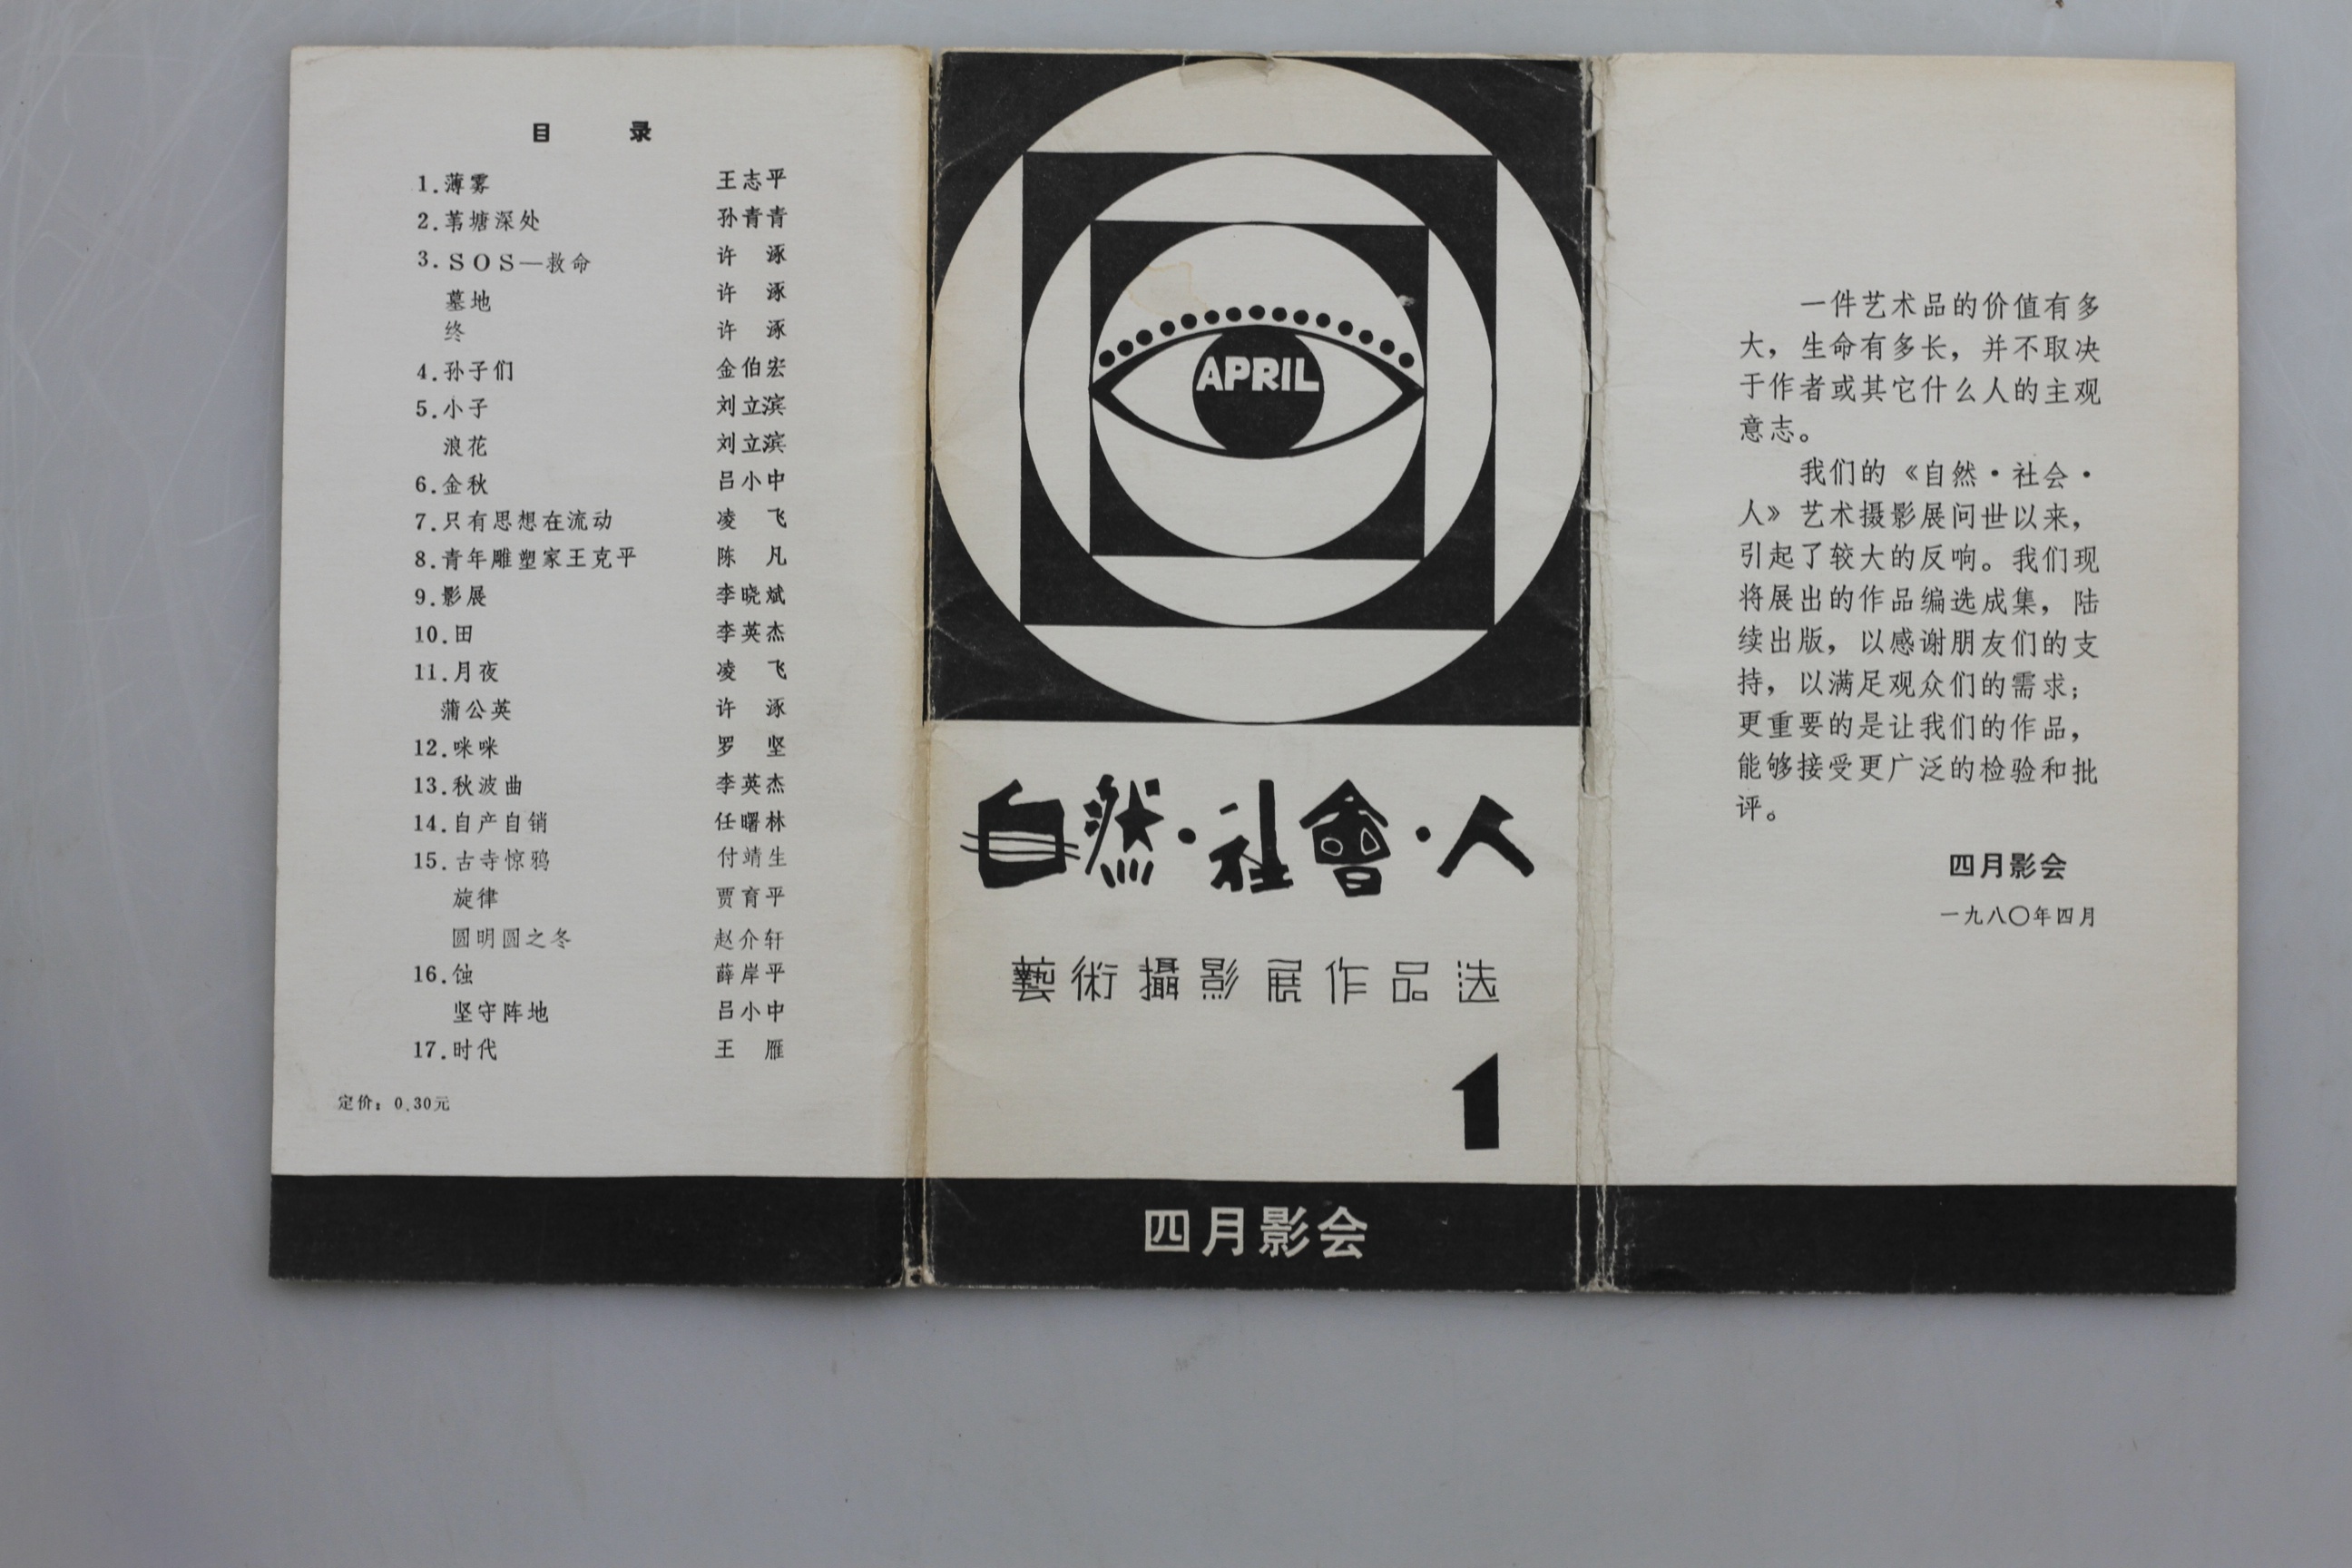 目 录
1.薄雾 王志平
2.苇塘深处 孙青青
3.SOS—救命 许 涿
墓地 许 涿
终 许 涿
4.孙子们 金伯宏
5.小子 刘立滨
浪花 刘立滨
6.金秋 吕小中
7.只有思想在流动 凌 飞
8.青年雕塑家王克平 陈 凡
9.影展 李晓斌
10.田 李英杰
11.月夜 凌 飞
蒲公英 许 涿
12.咪咪 罗 坚
13.秋波曲 李英杰
14.自产自销 任曙林
15.古寺惊鸦 付靖生
旋律 贾育平
圆明圆之冬 赵介轩
16.蚀 薛岸平
坚守阵地 吕小中
17.时代 王 雁
定价：0.30元
APRIL
自然·社會·人
藝術攝影展作品选
1
四月影会
一件艺术品的价值有多
大，生命有多长，并不取决
于作者或其它什么人的主观
意志。
我们的《自然·社会·
人》艺术摄影展问世以来，
引起了较大的反响。我们现
将展出的作品编选成集，陆
续出版，以感谢朋友们的支
持，以满足观众们的需求；
更重要的是让我们的作品，
能够接受更广泛的检验和批
评。
四月影会
一九八〇年四月